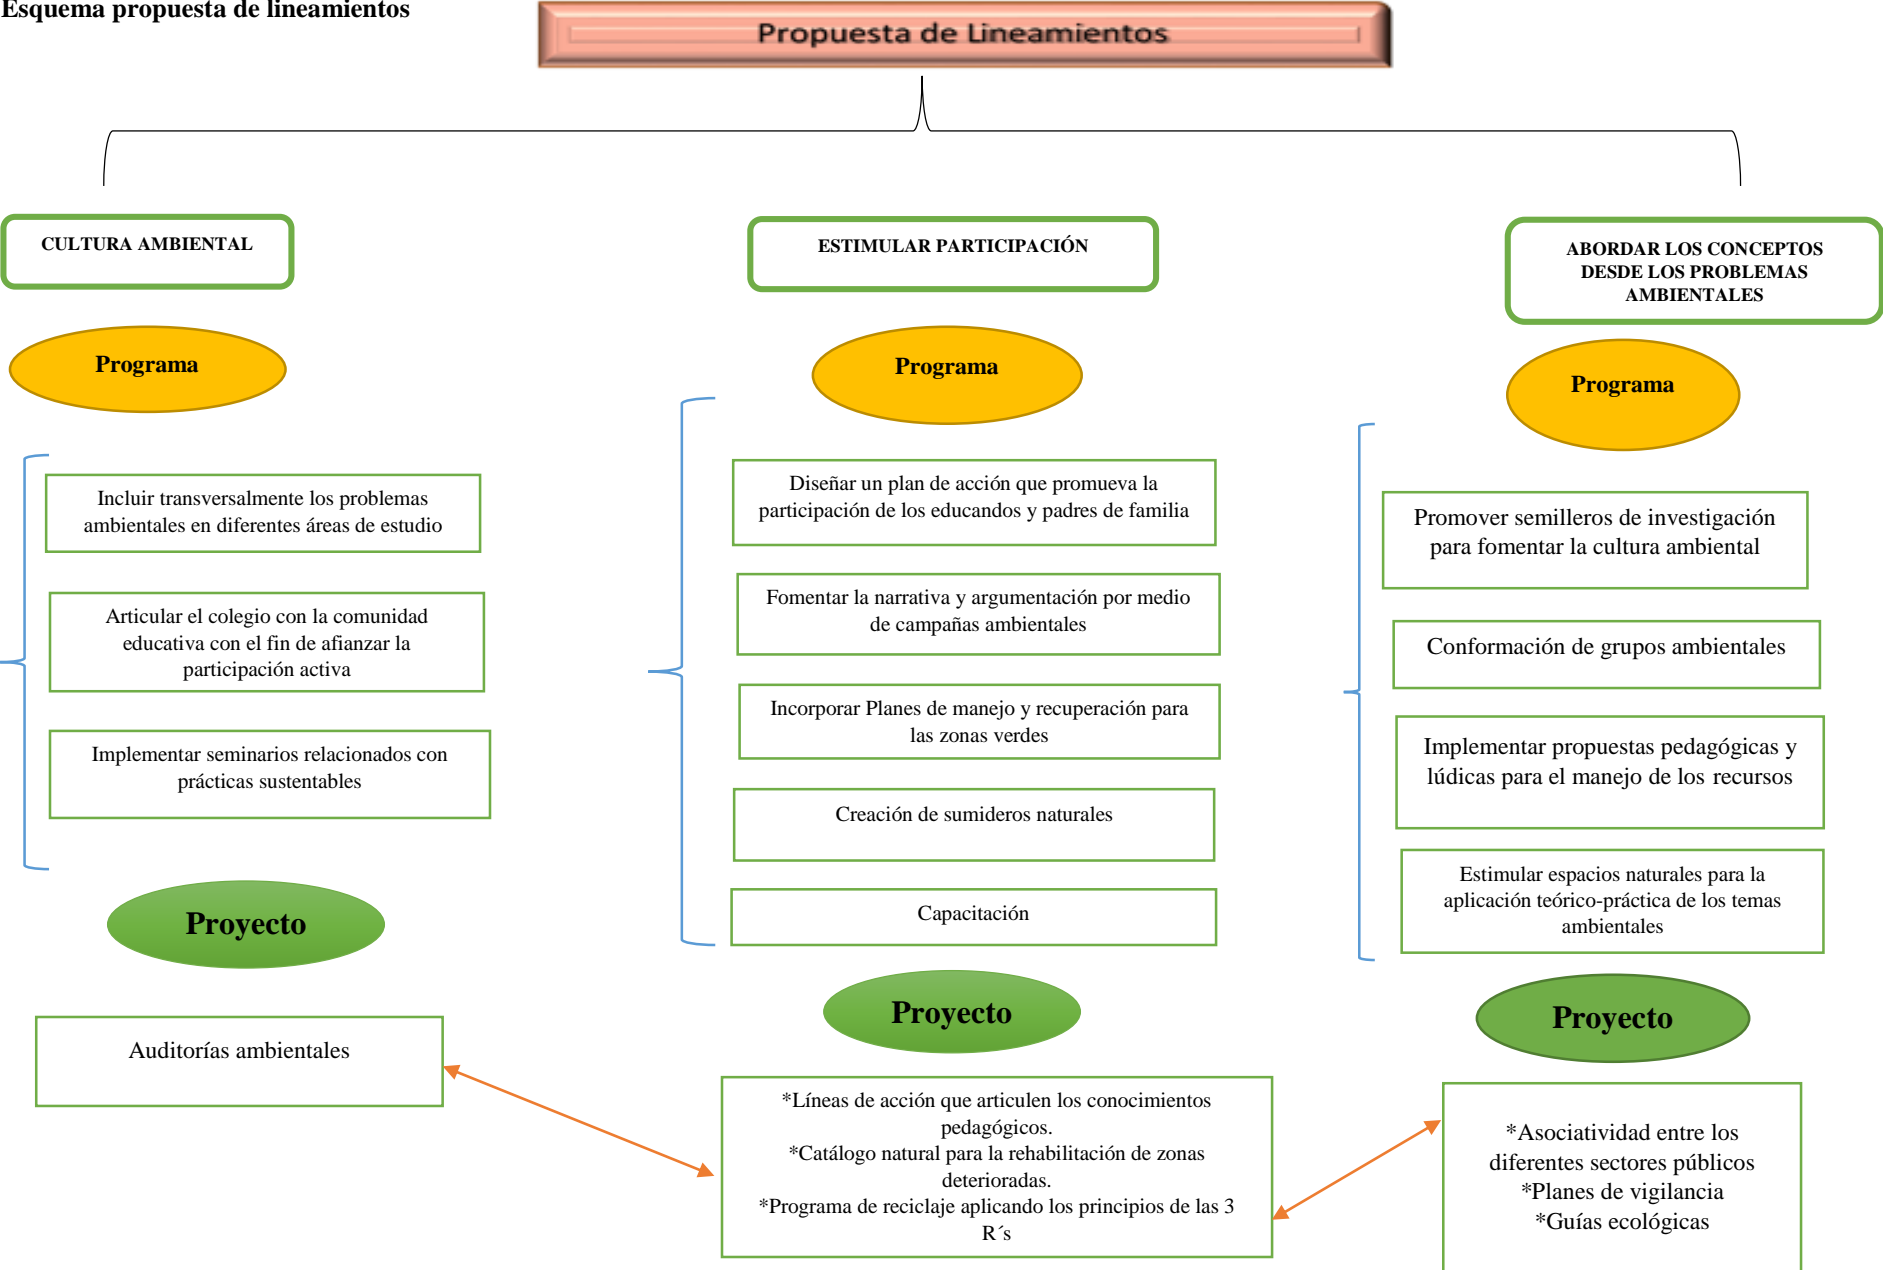 Esquema propuesta de lineamientos
Propuesta de Lineamientos
CULTURA AMBIENTAL
Programa
Incluir transversalmente los problemas
ambientales en diferentes áreas de estudio
Articular el colegio con la comunidad
educativa con el fin de afianzar la
participación activa
Implementar seminarios relacionados con
prácticas sustentables
Proyecto
Auditorías ambientales
ESTIMULAR PARTICIPACIÓN
Programa
Diseñar un plan de acción que promueva la
participación de los educandos y padres de familia
Fomentar la narrativa y argumentación por medio
de campañas ambientales
Incorporar Planes de manejo y recuperación para
las zonas verdes
Creación de sumideros naturales
Capacitación
Proyecto
*Líneas de acción que articulen los conocimientos
pedagógicos.
*Catálogo natural para la rehabilitación de zonas
deterioradas.
*Programa de reciclaje aplicando los principios de las 3
R´s
ABORDAR LOS CONCEPTOS
DESDE LOS PROBLEMAS
AMBIENTALES
Programa
Promover semilleros de investigación
para fomentar la cultura ambiental
Conformación de grupos ambientales
Implementar propuestas pedagógicas y
lúdicas para el manejo de los recursos
Estimular espacios naturales para la
aplicación teórico-práctica de los temas
ambientales
Proyecto
*Asociatividad entre los
diferentes sectores públicos
*Planes de vigilancia
*Guías ecológicas